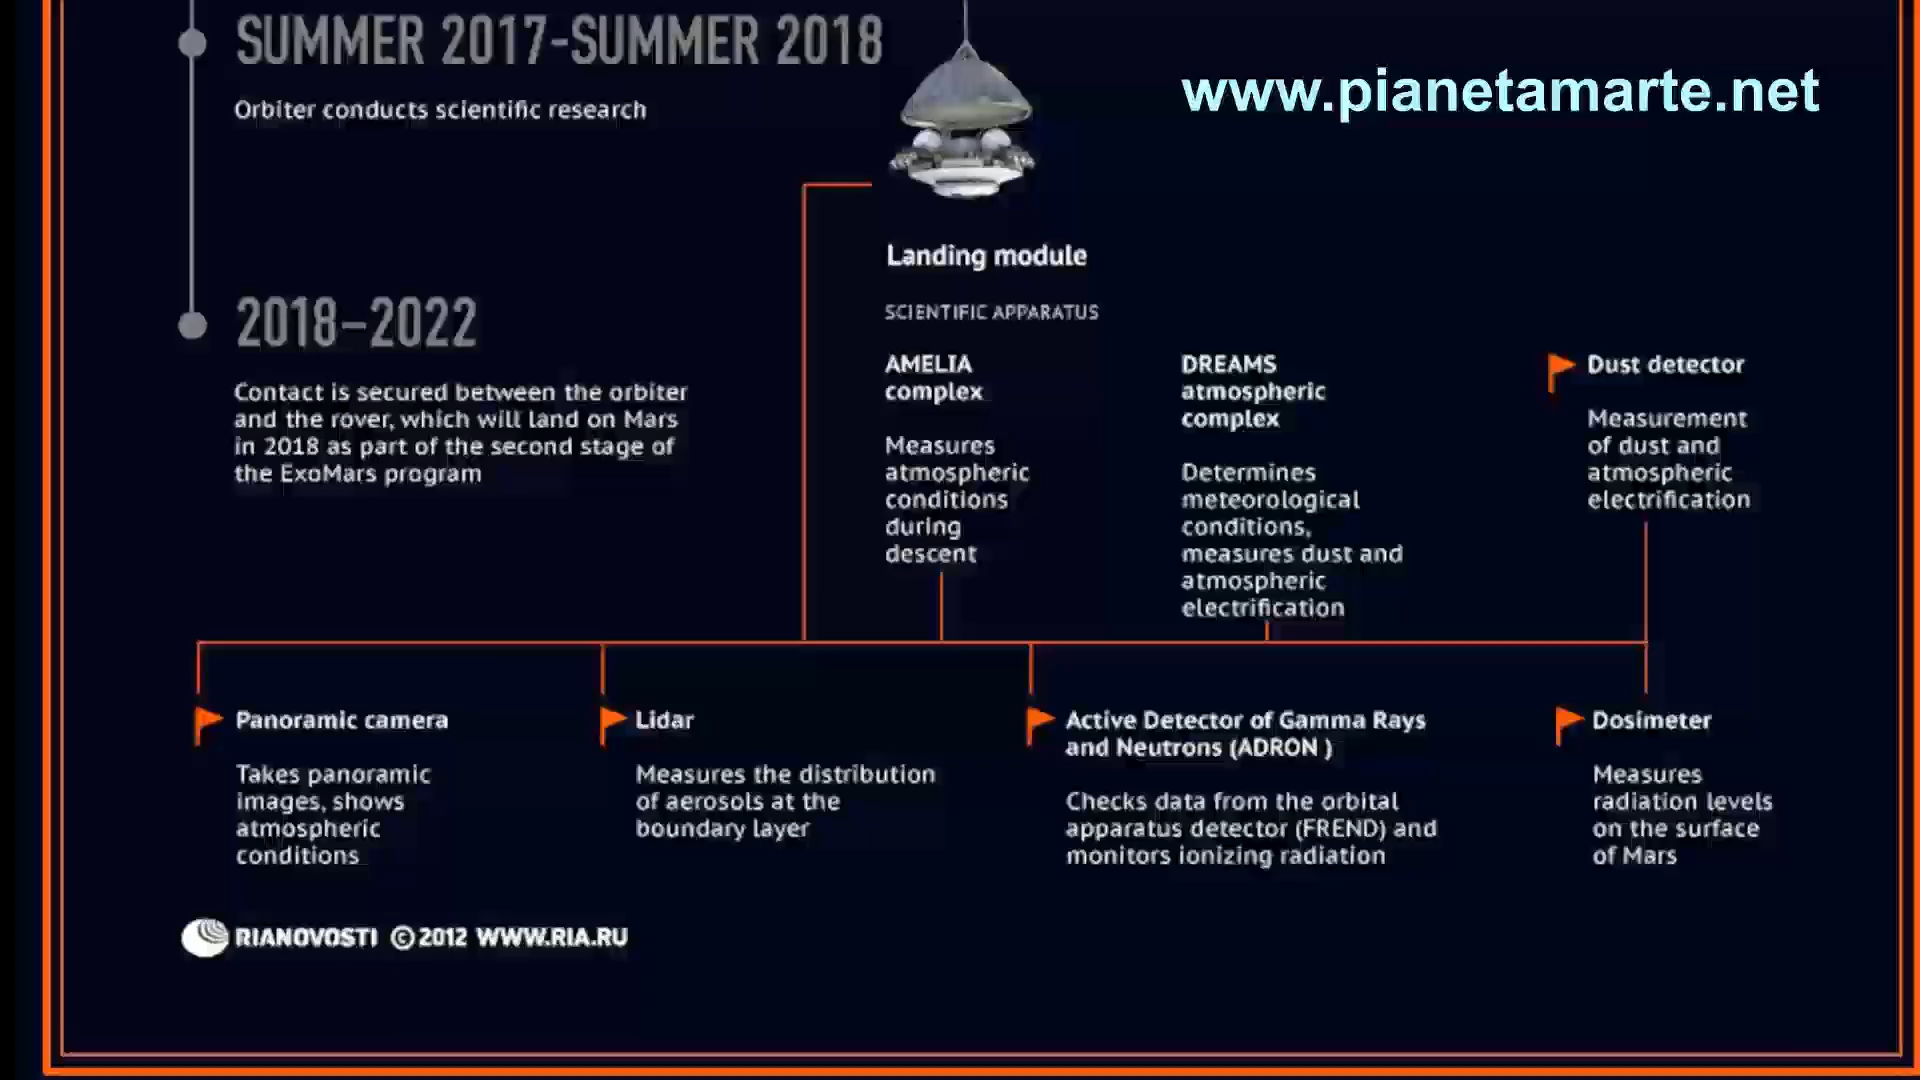 SUMMER 2017-SUMMER 2018
Orbiter conducts scientific research
www.pianetamarte.net
2018-2022
Contact is secured between the orbiter
and the rover, which will land on Mars
in 2018 as part of the second stage of
the ExoMars program
Landing module
SCIENTIFIC APPARATUS
AMELIA
complex
Measures
atmospheric
conditions
during
descent
DREAMS
atmospheric
complex
Determines
meteorological
conditions,
measures dust and
atmospheric
electrification
Dust detector
Measurement
of dust and
atmospheric
electrification
Panoramic camera
Takes panoramic
images, shows
atmospheric
conditions
Lidar
Measures the distribution
of aerosols at the
boundary layer
Active Detector of Gamma Rays
and Neutrons (ADRON )
Checks data from the orbital
apparatus detector (FREND) and
monitors ionizing radiation
Dosimeter
Measures
radiation levels
on the surface
of Mars
RIANOVOSTI © 2012 WWW.RIA.RU